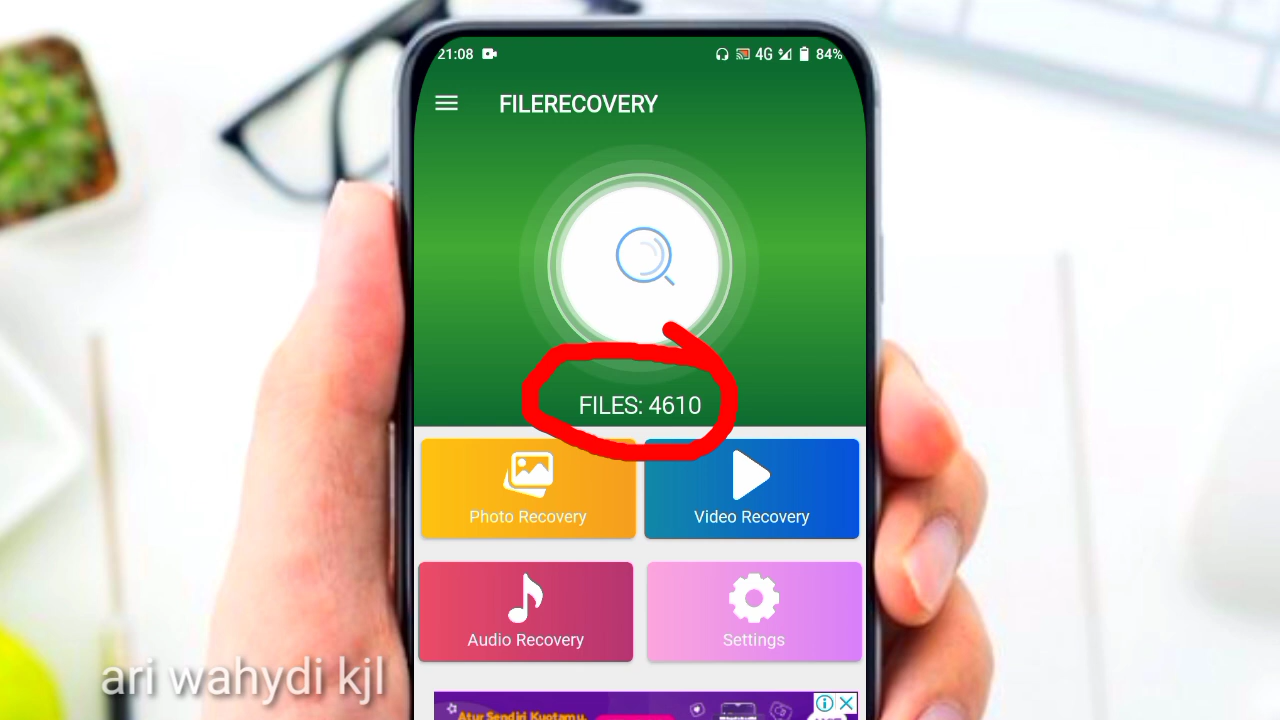 21:08 4G 84%
FILERECOVERY
FILES: 4610
Photo Recovery
Video Recovery
Audio Recovery
Settings
ari wahydi kjl
Atur Sendiri Kuotamu,